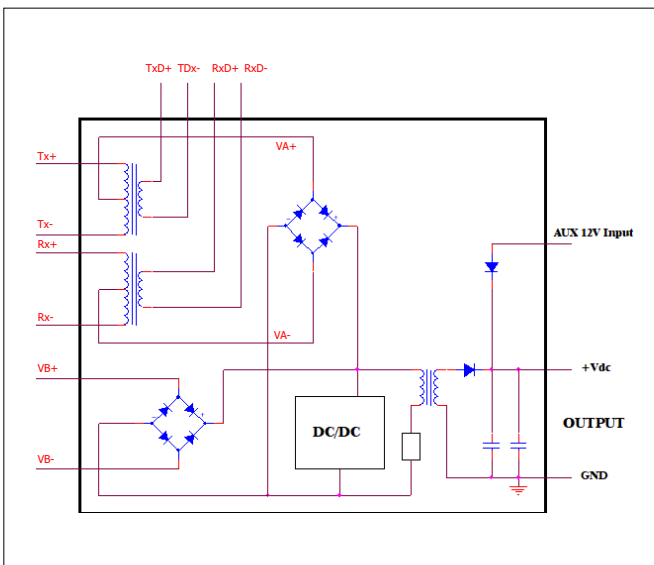 TxD+ TDx- RxD+ RxD-
VA+
Tx+
Tx-
Rx+
AUX 12V Input
Rx-
VA-
VB+
+Vdc
DC/DC
OUTPUT
VB-
GND
- +
- +